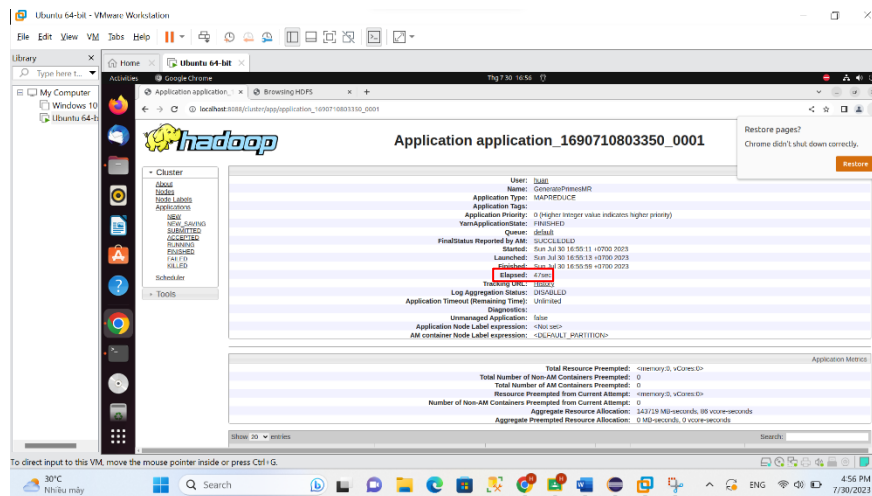 Ubuntu 64-bit - VMware Workstation
File Edit View VM Tabs Help
Library
Home
Ubuntu 64-bit
Type here t...
My Computer
Windows 10
Ubuntu 64-b
Activities
Google Chrome
Thg 7 30 16:56
Application application_1
Browsing HDFS
localhost:8088/cluster/app/application_1690710803350_0001
Restore pages?
Chrome didn't shut down correctly.
Restore
hadoop
Application application_1690710803350_0001
Cluster
About
Nodes
Node Labels
Applications
NEW
NEW_SAVING
SUBMITTED
ACCEPTED
RUNNING
FINISHED
FAILED
KILLED
Scheduler
Tools
User: huan
Name: GeneratePrimesMR
Application Type: MAPREDUCE
Application Tags:
Application Priority: 0 (Higher Integer value indicates higher priority)
YarnApplicationState: FINISHED
Queue: default
FinalStatus Reported by AM: SUCCEEDED
Started: Sun Jul 30 16:55:11 +0700 2023
Launched: Sun Jul 30 16:55:13 +0700 2023
Finished: Sun Jul 30 16:55:59 +0700 2023
Elapsed: 47sec
Tracking URL: History
Log Aggregation Status: DISABLED
Application Timeout (Remaining Time): Unlimited
Diagnostics:
Unmanaged Application: false
Application Node Label expression: <Not set>
AM container Node Label expression: <DEFAULT_PARTITION>
Application Metrics
Total Resource Preempted: <memory:0, vCores:0>
Total Number of Non-AM Containers Preempted: 0
Total Number of AM Containers Preempted: 0
Resource Preempted from Current Attempt: <memory:0, vCores:0>
Number of Non-AM Containers Preempted from Current Attempt: 0
Aggregate Resource Allocation: 143719 MB-seconds, 86 vcore-seconds
Aggregate Preempted Resource Allocation: 0 MB-seconds, 0 vcore-seconds
Show 20 entries
Search:
To direct input to this VM, move the mouse pointer inside or press Ctrl+G.
30°C
Nhiều mây
Search
ENG
4:56 PM
7/30/2023